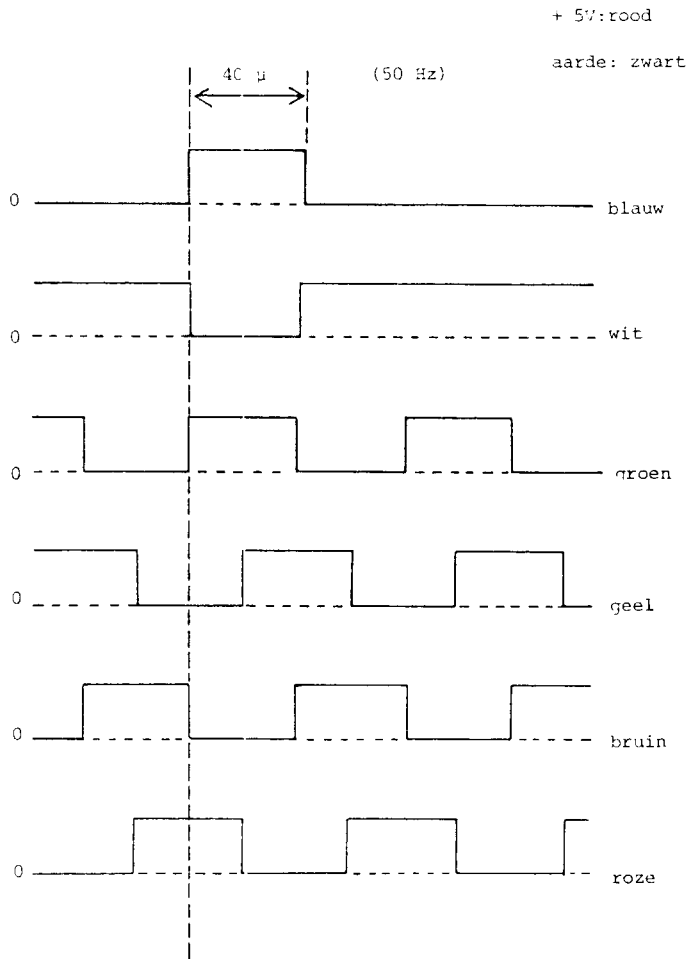 + 5V:rood
aarde: zwart
40 μ (50 Hz)
0 blauw
0 wit
0 groen
0 geel
0 bruin
0 roze